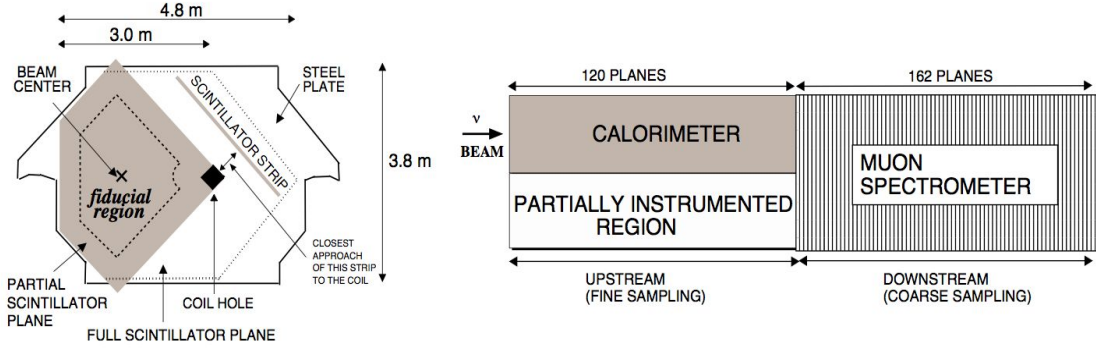 4.8 m
3.0 m
BEAM
CENTER
STEEL
PLATE
SCINTILLATOR STRIP
3.8 m
fiducial
region
CLOSEST
APPROACH
OF THIS STRIP
TO THE COIL
PARTIAL
SCINTILLATOR
PLANE
COIL HOLE
FULL SCINTILLATOR PLANE
120 PLANES
162 PLANES
ν
BEAM
CALORIMETER
MUON
SPECTROMETER
PARTIALLY INSTRUMENTED
REGION
UPSTREAM
(FINE SAMPLING)
DOWNSTREAM
(COARSE SAMPLING)